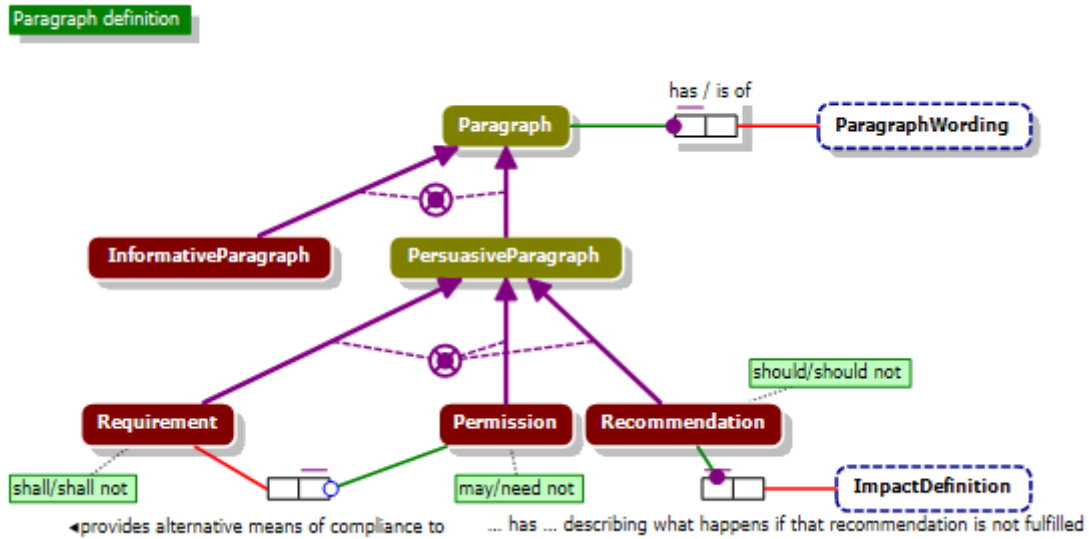 Paragraph definition
has / is of
Paragraph
ParagraphWording
InformativeParagraph
PersuasiveParagraph
should/should not
Requirement
Permission
Recommendation
shall/shall not
may/need not
ImpactDefinition
◂provides alternative means of compliance to
... has ... describing what happens if that recommendation is not fulfilled